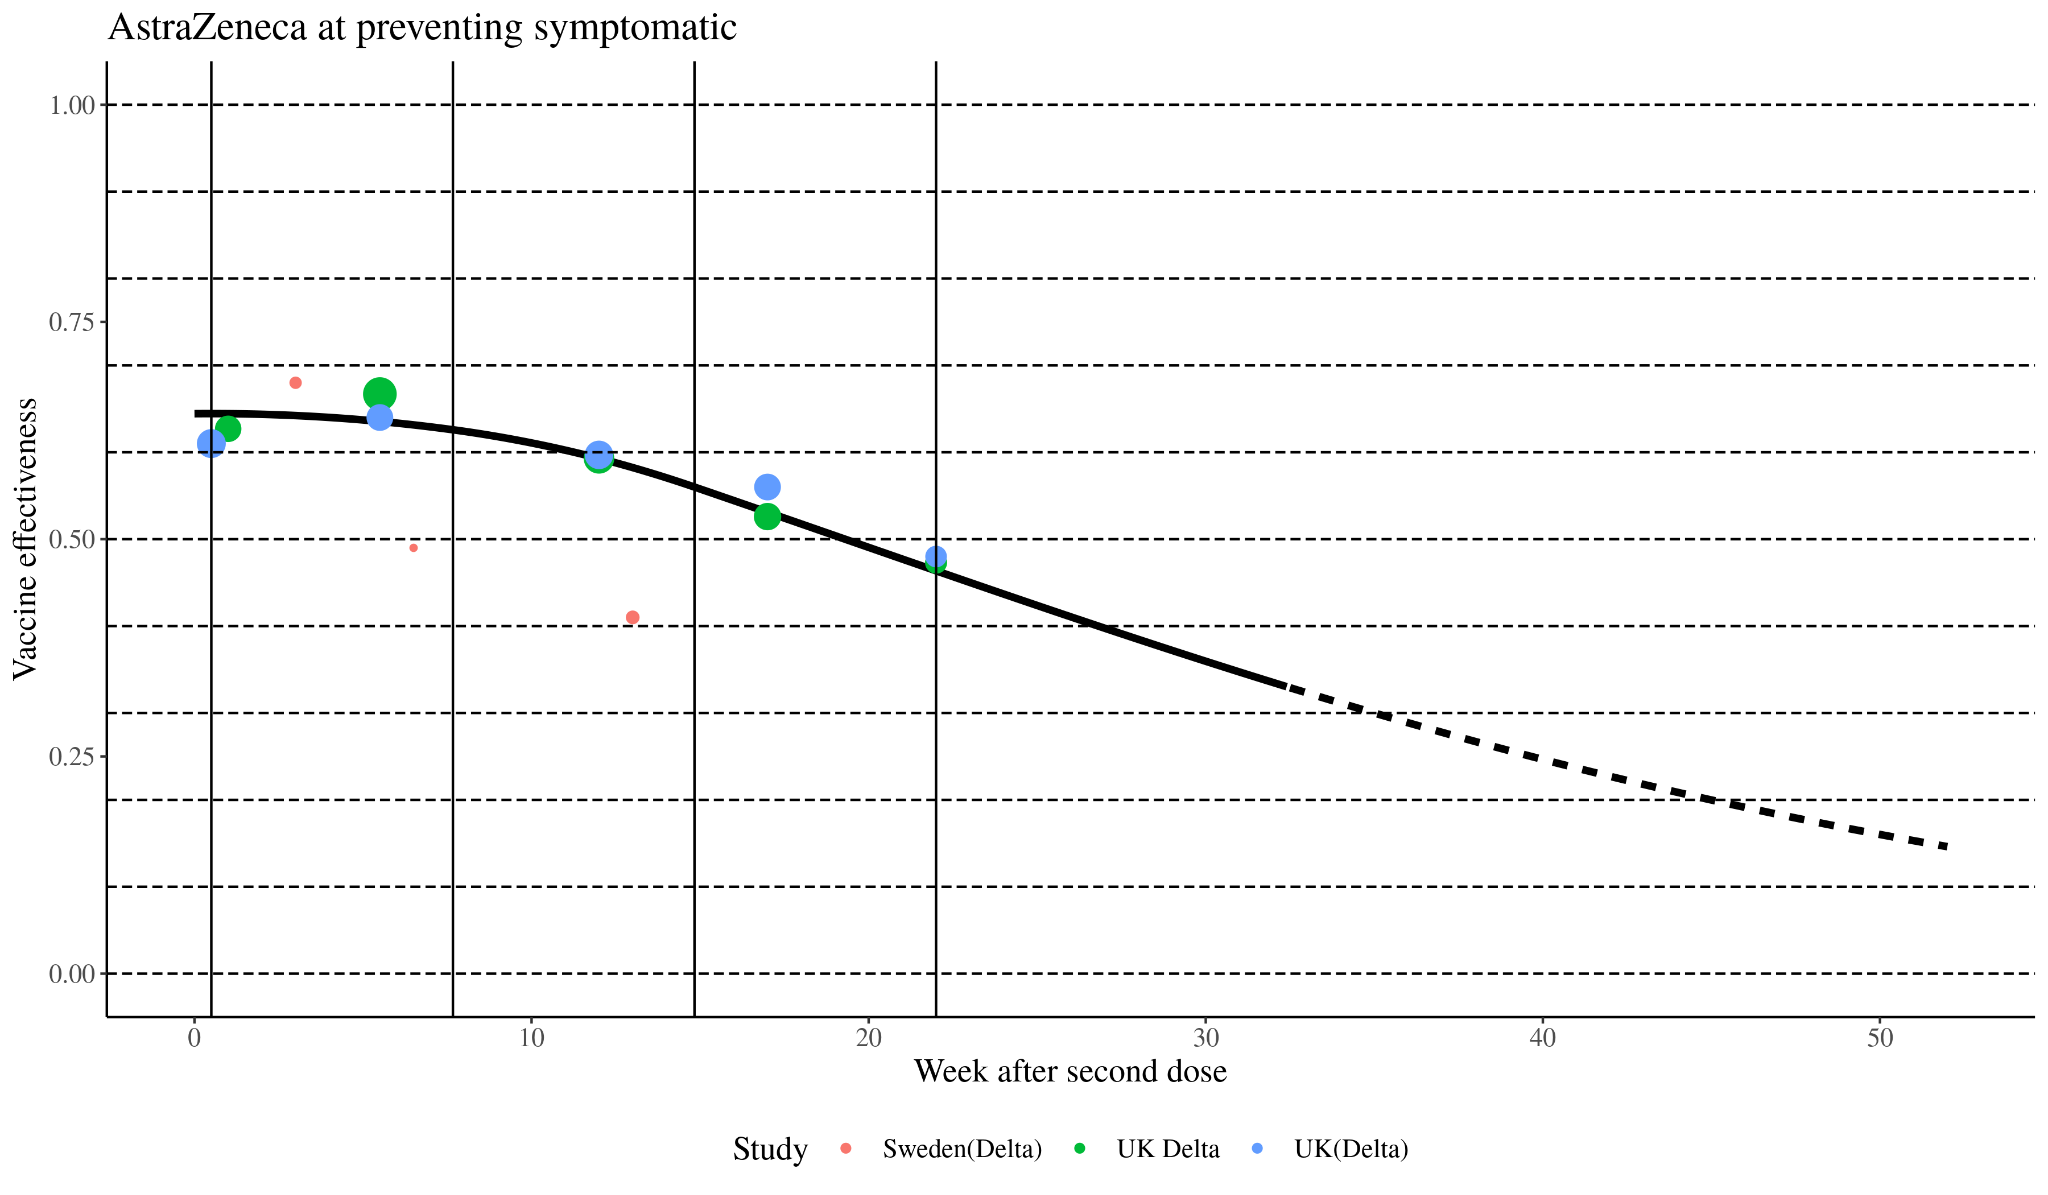 AstraZeneca at preventing symptomatic
1.00
0.75
0.50
0.25
0.00
Vaccine effectiveness
0 10 20 30 40 50
Week after second dose
Study Sweden(Delta) UK Delta UK(Delta)